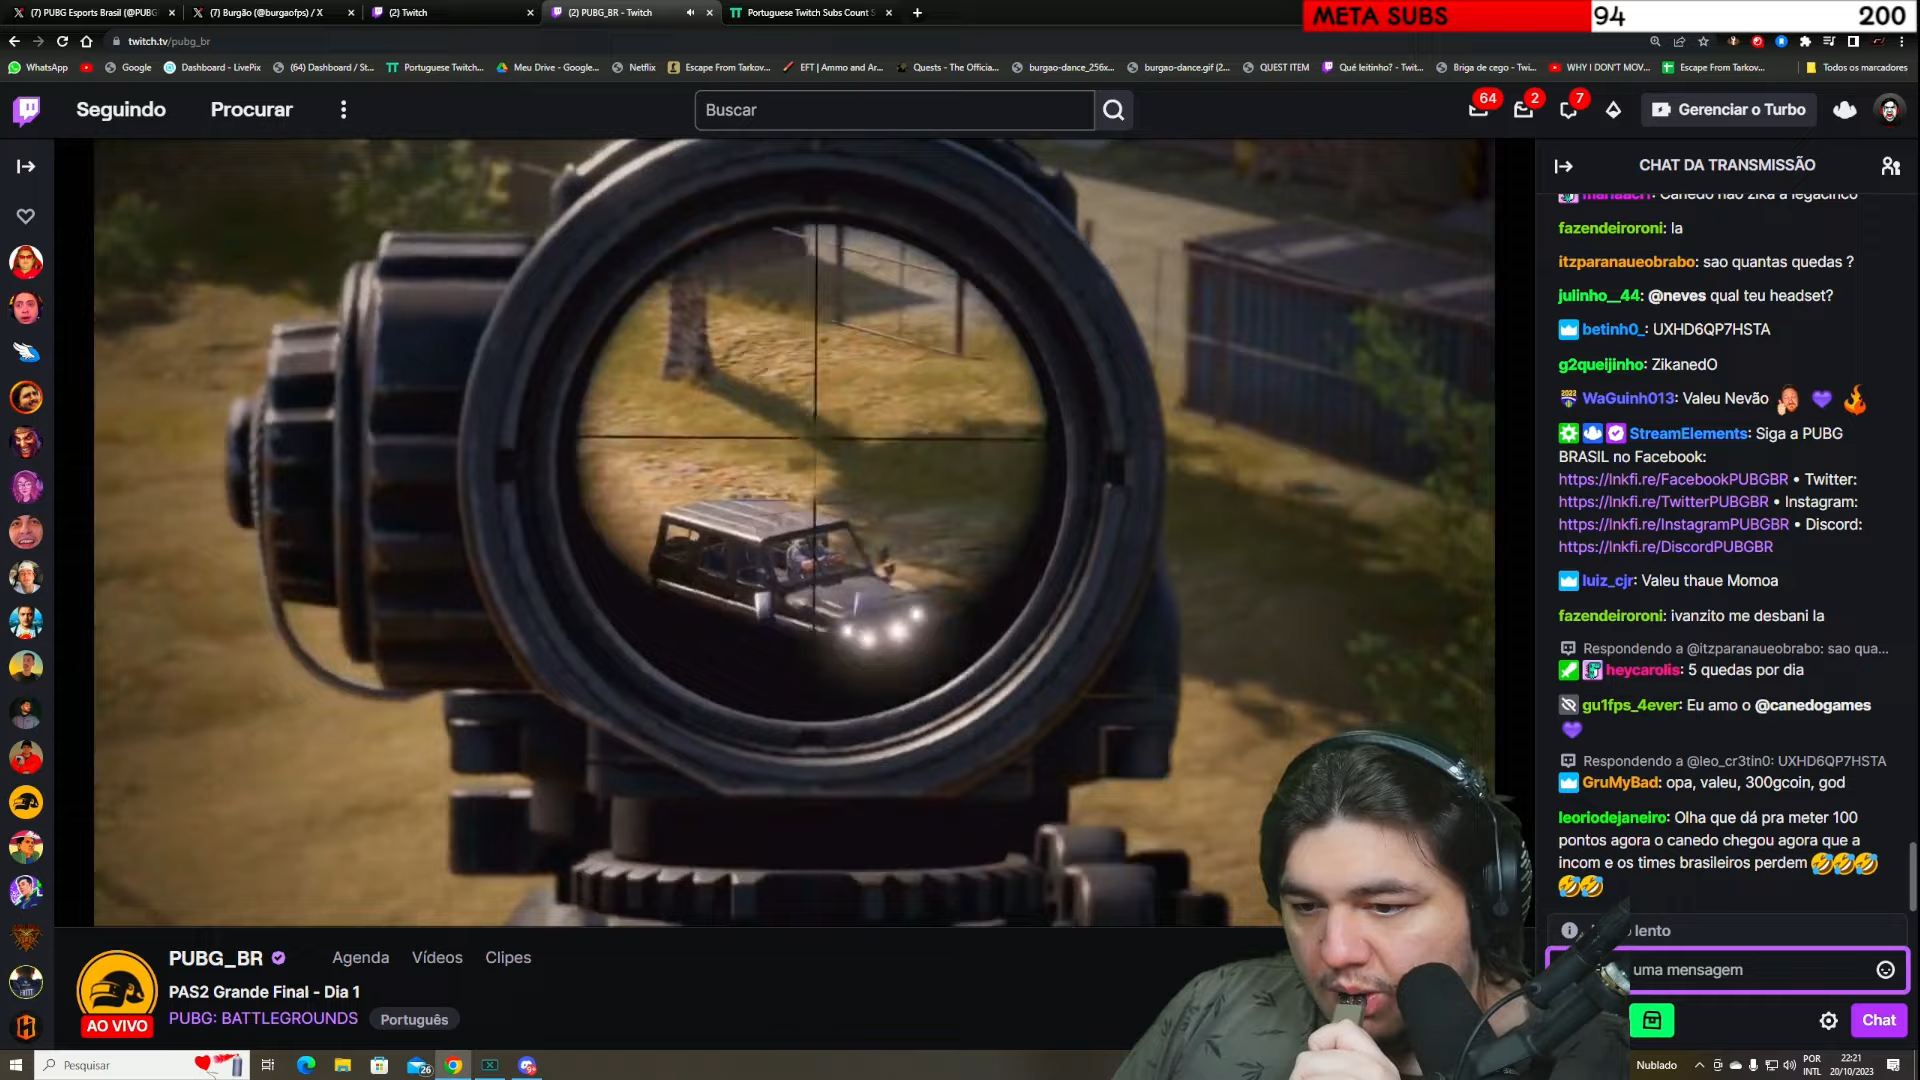 (7) PUBG Esports Brasil (@PUBG
(7) Burgão (@burgaofps) / X
(2) Twitch
(2) PUBG_BR - Twitch
Portuguese Twitch Subs Count S
META SUBS 94 200
twitch.tv/pubg_br
WhatsApp
Google
Dashboard - LivePix
(64) Dashboard / St...
Portuguese Twitch...
Meu Drive - Google...
Netflix
Escape From Tarkov...
EFT | Ammo and Ar...
Quests - The Officia...
burgao-dance_256x...
burgao-dance.gif (2...
QUEST ITEM
Qué leitinho? - Twit...
Briga de cego - Twi...
WHY I DON'T MOV...
Escape From Tarkov...
Todos os marcadores
Seguindo
Procurar
Buscar
64
2
7
Gerenciar o Turbo
CHAT DA TRANSMISSÃO
fazendeiroroni: la
itzparanaueobrabo: sao quantas quedas ?
julinho__44: @neves qual teu headset?
betinh0_: UXHD6QP7HSTA
g2queijinho: ZikanedO
WaGuinh013: Valeu Nevão
StreamElements: Siga a PUBG
BRASIL no Facebook:
https://lnkfi.re/FacebookPUBGBR • Twitter:
https://lnkfi.re/TwitterPUBGBR • Instagram:
https://lnkfi.re/InstagramPUBGBR • Discord:
https://lnkfi.re/DiscordPUBGBR
luiz_cjr: Valeu thaue Momoa
fazendeiroroni: ivanzito me desbani la
Respondendo a @itzparanaueobrabo: sao qua...
heycarolis: 5 quedas por dia
gu1fps_4ever: Eu amo o @canedogames
Respondendo a @leo_cr3tin0: UXHD6QP7HSTA
GruMyBad: opa, valeu, 300gcoin, god
leoriodejaneiro: Olha que dá pra meter 100
pontos agora o canedo chegou agora que a
incom e os times brasileiros perdem 🤣🤣🤣
🤣🤣
lento
uma mensagem
Chat
PUBG_BR
Agenda
Vídeos
Clipes
PAS2 Grande Final - Dia 1
PUBG: BATTLEGROUNDS
Português
AO VIVO
Pesquisar
26
Nublado
POR
INTL
22:21
20/10/2023